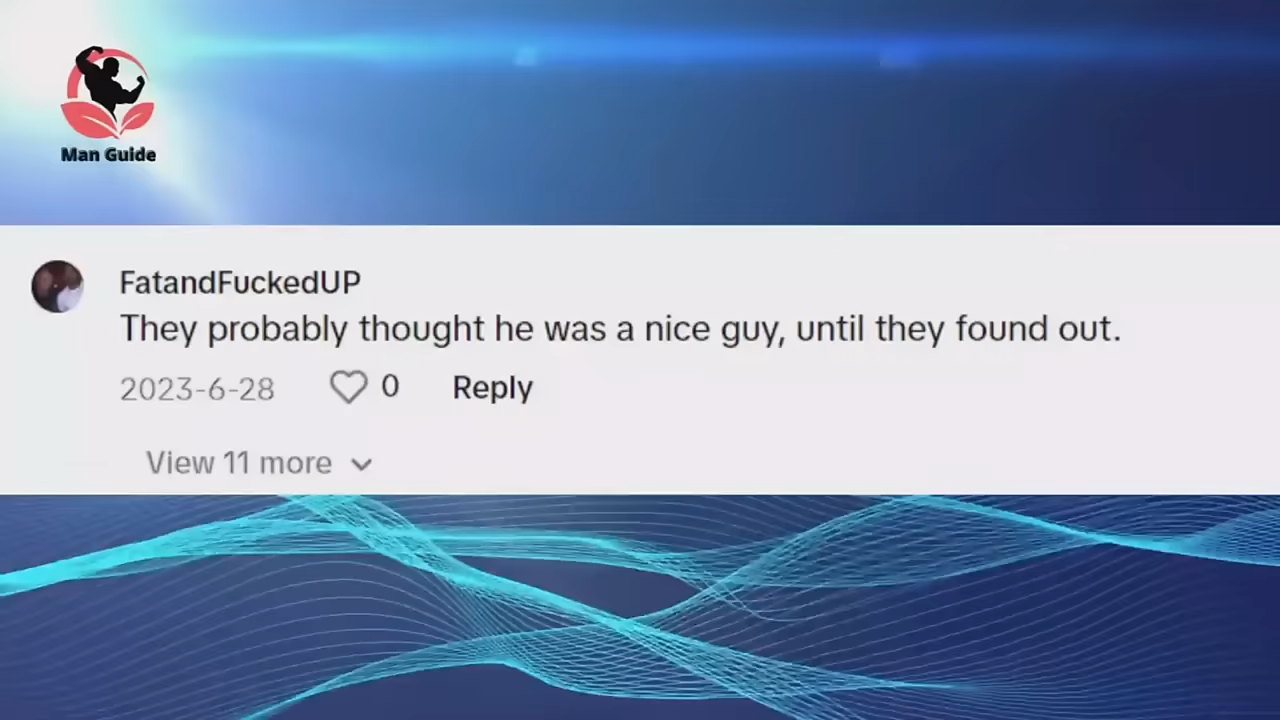 Man Guide
FatandFuckedUP
They probably thought he was a nice guy, until they found out.
2023-6-28 0 Reply
View 11 more